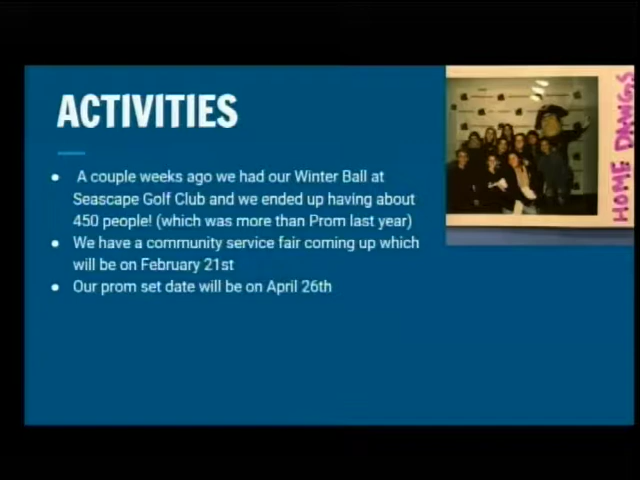 ACTIVITIES
A couple weeks ago we had our Winter Ball at
Seascape Golf Club and we ended up having about
450 people! (which was more than Prom last year)
We have a community service fair coming up which
will be on February 21st
Our prom set date will be on April 26th
HOME DAWGS